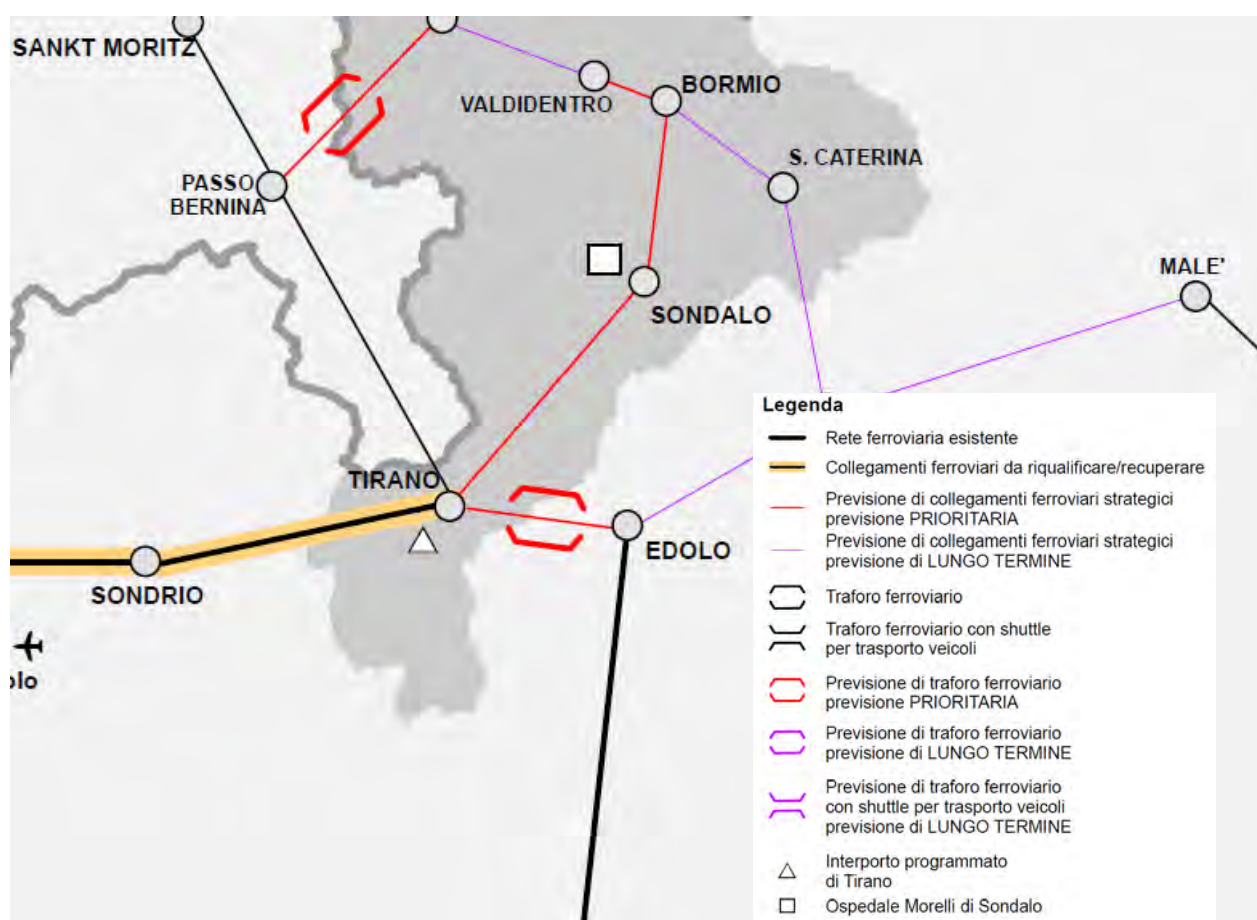 SANKT MORITZ
BORMIO
VALDIDENTRO
S. CATERINA
PASSO
BERNINA
MALE'
SONDALO
TIRANO
EDOLO
SONDRIO
olo
Legenda
Rete ferroviaria esistente
Collegamenti ferroviari da riqualificare/recuperare
Previsione di collegamenti ferroviari strategici
previsione PRIORITARIA
Previsione di collegamenti ferroviari strategici
previsione di LUNGO TERMINE
Traforo ferroviario
Traforo ferroviario con shuttle
per trasporto veicoli
Previsione di traforo ferroviario
previsione PRIORITARIA
Previsione di traforo ferroviario
previsione di LUNGO TERMINE
Previsione di traforo ferroviario
con shuttle per trasporto veicoli
previsione di LUNGO TERMINE
Interporto programmato
di Tirano
Ospedale Morelli di Sondalo